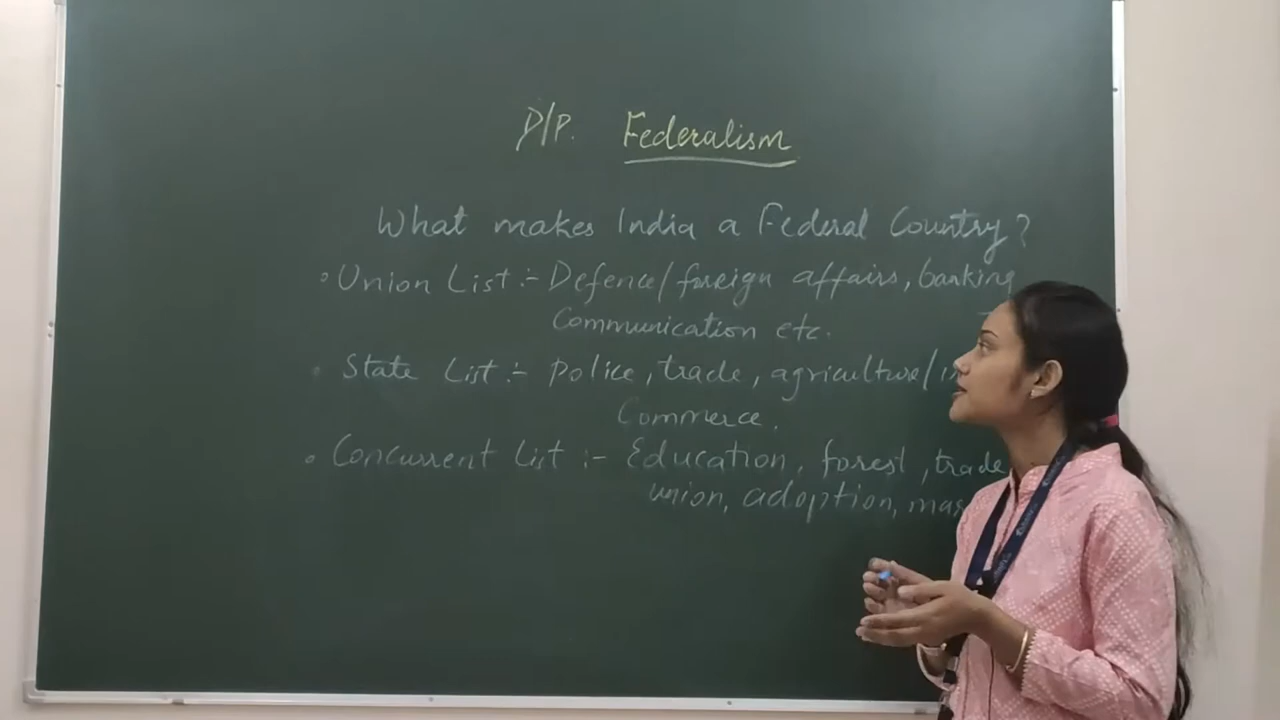 D/P. Federalism
What makes India a Federal Country?
• Union List :- Defence/foreign affairs, banking
Communication etc.
• State List :- Police, trade, agriculture/
Commerce.
• Concurrent List :- Education, forest, trade
union, adoption,